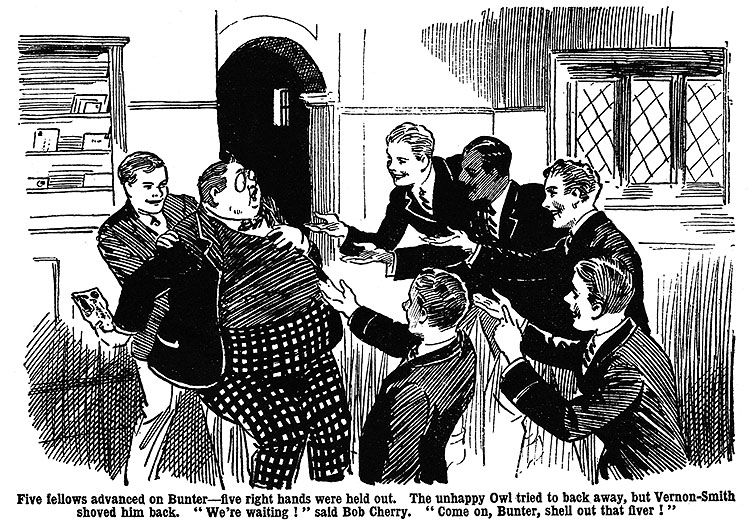 Five fellows advanced on Bunter—five right hands were held out. The unhappy Owl tried to back away, but Vernon-Smith
shoved him back. "We're waiting!" said Bob Cherry. "Come on, Bunter, shell out that fiver!"